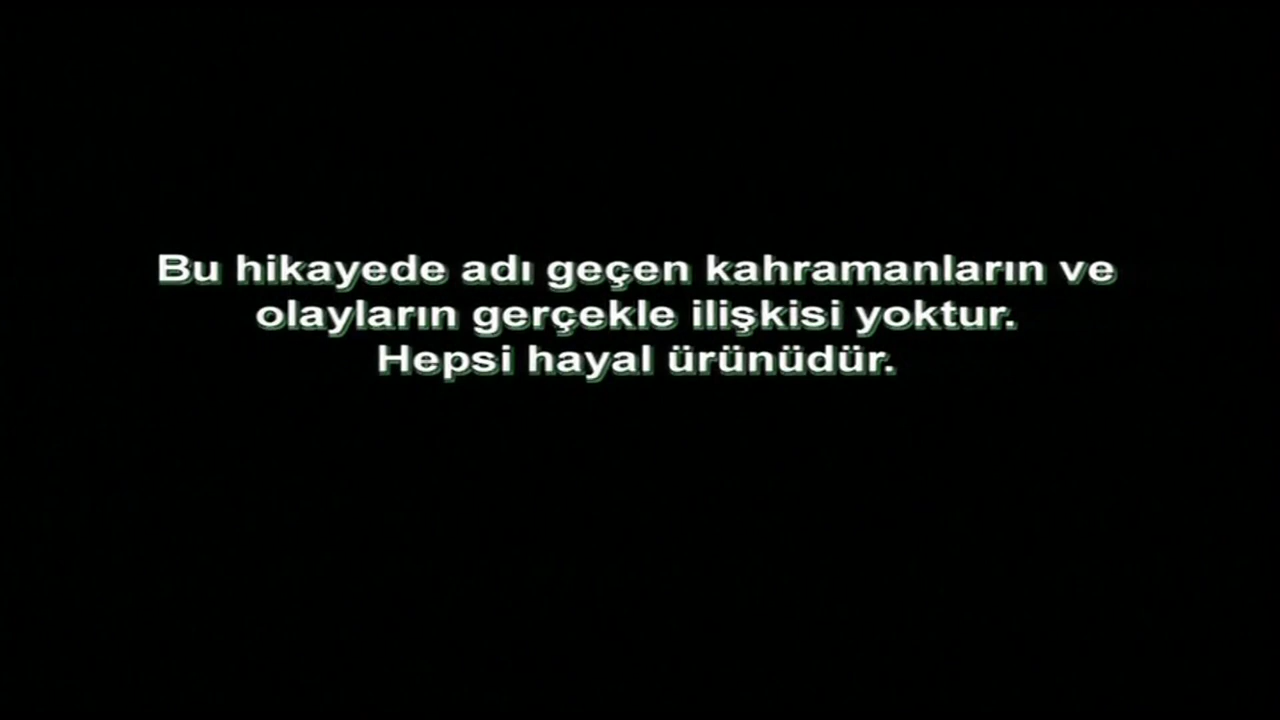 Bu hikayede adı geçen kahramanların ve
olayların gerçekle ilişkisi yoktur.
Hepsi hayal ürünüdür.